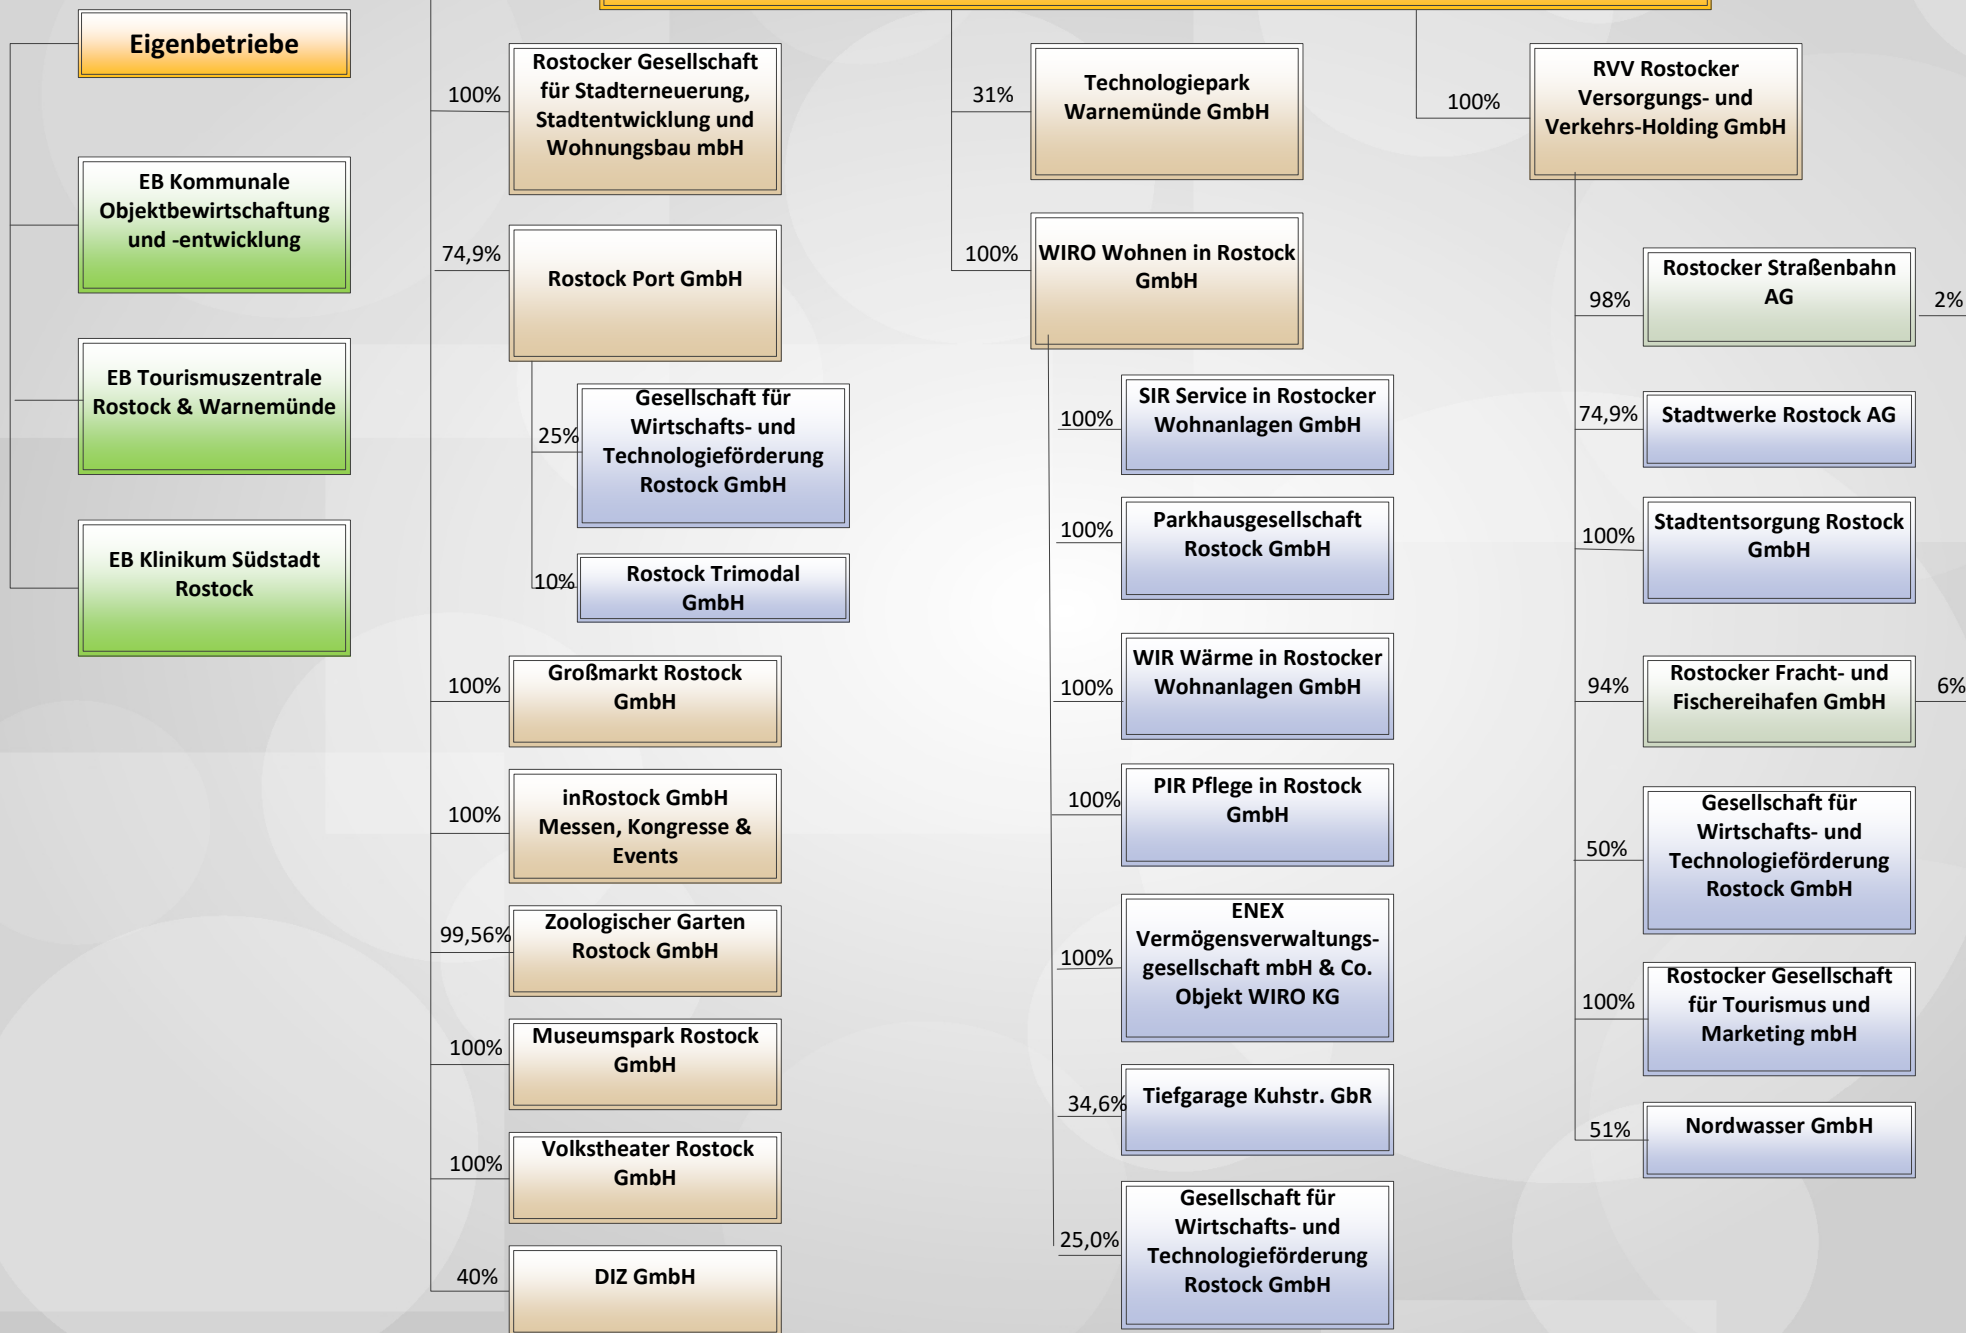 Eigenbetriebe
EB Kommunale
Objektbewirtschaftung
und -entwicklung
EB Tourismuszentrale
Rostock & Warnemünde
EB Klinikum Südstadt
Rostock
100%
Rostocker Gesellschaft
für Stadterneuerung,
Stadtentwicklung und
Wohnungsbau mbH
74,9%
Rostock Port GmbH
25%
Gesellschaft für
Wirtschafts- und
Technologieförderung
Rostock GmbH
10%
Rostock Trimodal
GmbH
100%
Großmarkt Rostock
GmbH
100%
inRostock GmbH
Messen, Kongresse &
Events
99,56%
Zoologischer Garten
Rostock GmbH
100%
Museumspark Rostock
GmbH
100%
Volkstheater Rostock
GmbH
40%
DIZ GmbH
31%
Technologiepark
Warnemünde GmbH
100%
WIRO Wohnen in Rostock
GmbH
100%
SIR Service in Rostocker
Wohnanlagen GmbH
100%
Parkhausgesellschaft
Rostock GmbH
100%
WIR Wärme in Rostocker
Wohnanlagen GmbH
100%
PIR Pflege in Rostock
GmbH
100%
ENEX
Vermögensverwaltungs-
gesellschaft mbH & Co.
Objekt WIRO KG
34,6%
Tiefgarage Kuhstr. GbR
25,0%
Gesellschaft für
Wirtschafts- und
Technologieförderung
Rostock GmbH
100%
RVV Rostocker
Versorgungs- und
Verkehrs-Holding GmbH
98%
Rostocker Straßenbahn
AG
2%
74,9%
Stadtwerke Rostock AG
100%
Stadtentsorgung Rostock
GmbH
94%
Rostocker Fracht- und
Fischereihafen GmbH
6%
50%
Gesellschaft für
Wirtschafts- und
Technologieförderung
Rostock GmbH
100%
Rostocker Gesellschaft
für Tourismus und
Marketing mbH
51%
Nordwasser GmbH